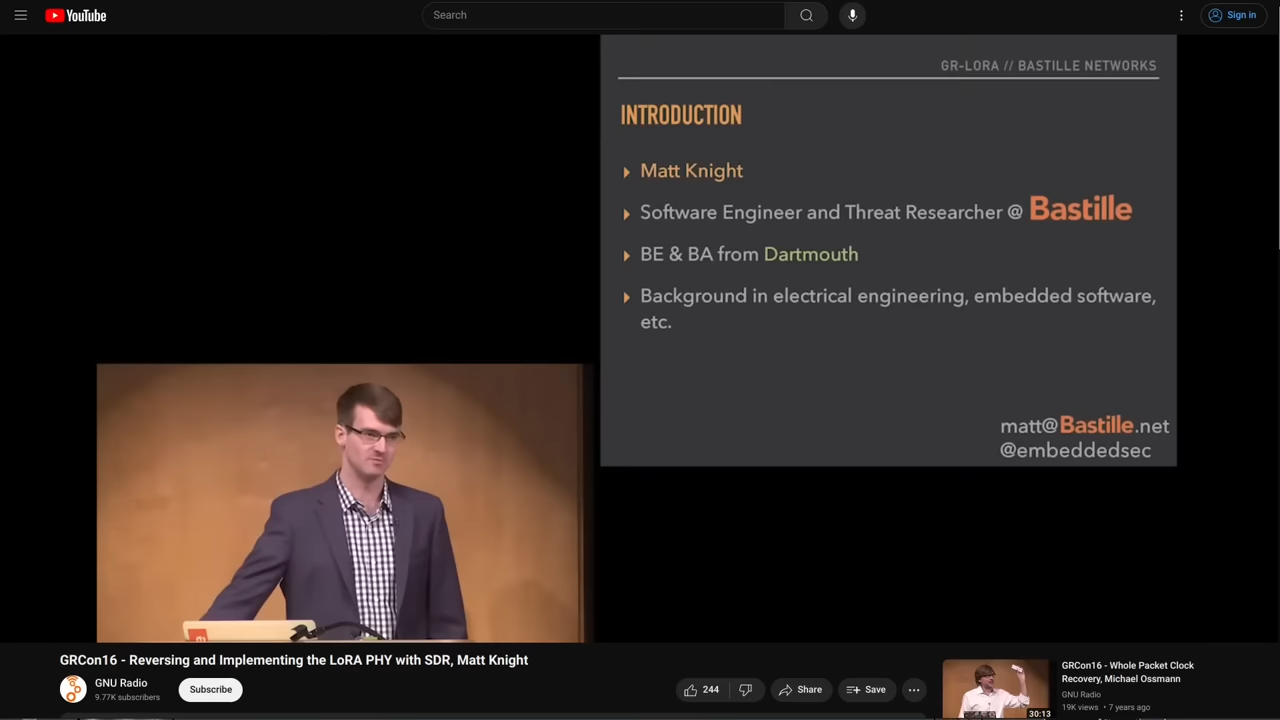 YouTube
Search
Sign in
GR-LORA // BASTILLE NETWORKS
INTRODUCTION
Matt Knight
Software Engineer and Threat Researcher @ Bastille
BE & BA from Dartmouth
Background in electrical engineering, embedded software,
etc.
matt@Bastille.net
@embeddedsec
GRCon16 - Reversing and Implementing the LoRA PHY with SDR, Matt Knight
GNU Radio
9.77K subscribers
Subscribe
244
Share
Save
GRCon16 - Whole Packet Clock
Recovery, Michael Ossmann
GNU Radio
19K views • 7 years ago
30:13